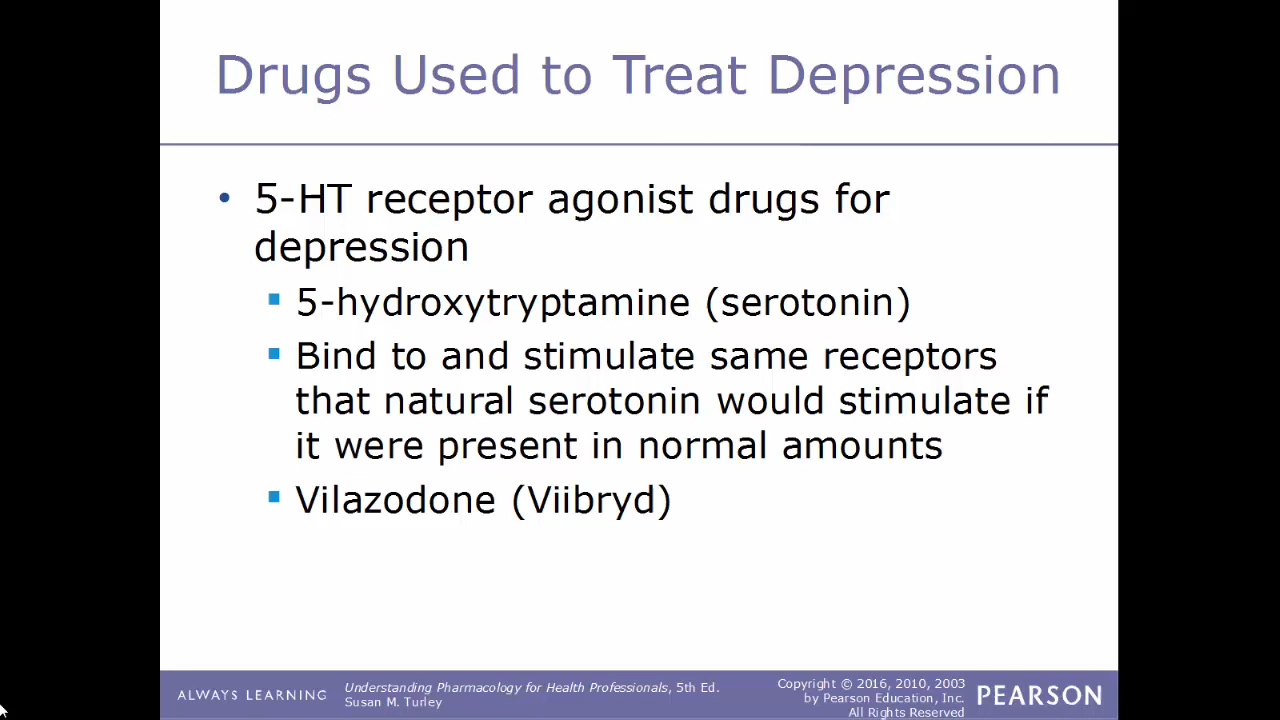 Drugs Used to Treat Depression
• 5-HT receptor agonist drugs for
depression
▪ 5-hydroxytryptamine (serotonin)
▪ Bind to and stimulate same receptors
that natural serotonin would stimulate if
it were present in normal amounts
▪ Vilazodone (Viibryd)
ALWAYS LEARNING
Understanding Pharmacology for Health Professionals, 5th Ed.
Susan M. Turley
Copyright © 2016, 2010, 2003
by Pearson Education, Inc.
All Rights Reserved
PEARSON